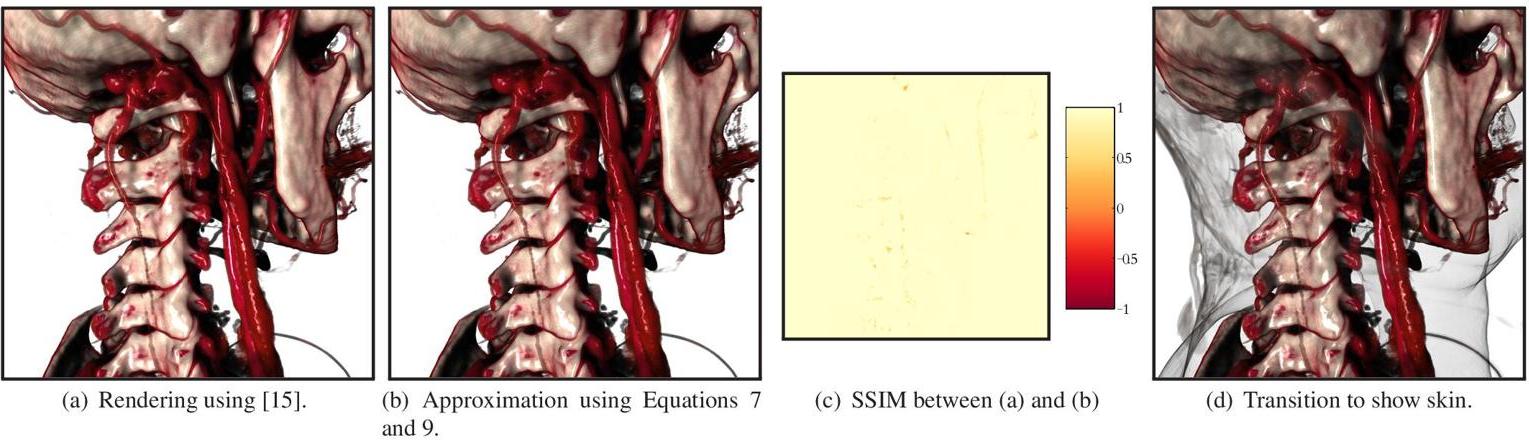 1
0.5
0
-0.5
-1
(a) Rendering using [15].
(b) Approximation using Equations 7
and 9.
(c) SSIM between (a) and (b)
(d) Transition to show skin.